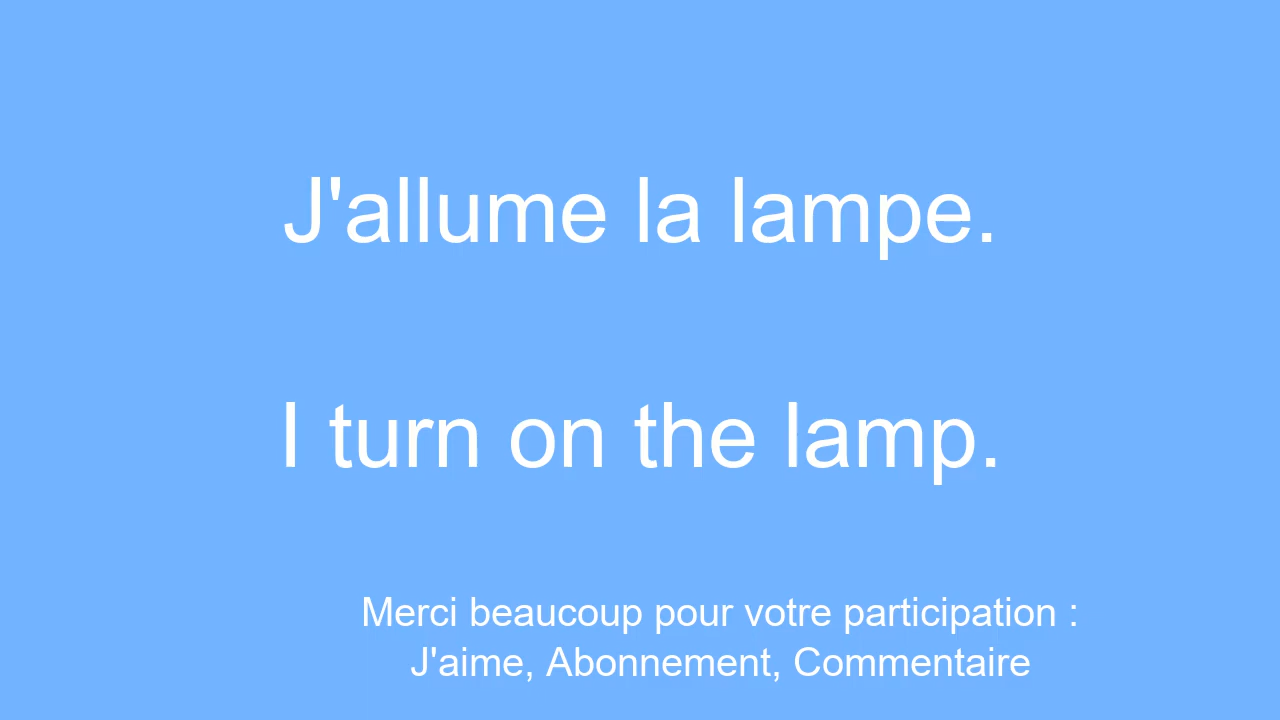 J'allume la lampe.
I turn on the lamp.
Merci beaucoup pour votre participation :
J'aime, Abonnement, Commentaire